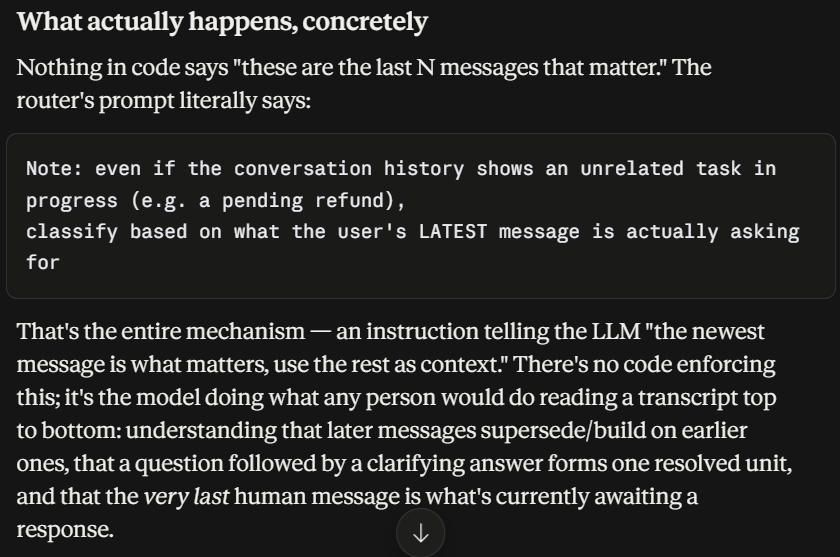 What actually happens, concretely
Nothing in code says "these are the last N messages that matter." The
router's prompt literally says:
Note: even if the conversation history shows an unrelated task in
progress (e.g. a pending refund),
classify based on what the user's LATEST message is actually asking
for
That's the entire mechanism — an instruction telling the LLM "the newest
message is what matters, use the rest as context." There's no code enforcing
this; it's the model doing what any person would do reading a transcript top
to bottom: understanding that later messages supersede/build on earlier
ones, that a question followed by a clarifying answer forms one resolved unit,
and that the very last human message is what's currently awaiting a
response.